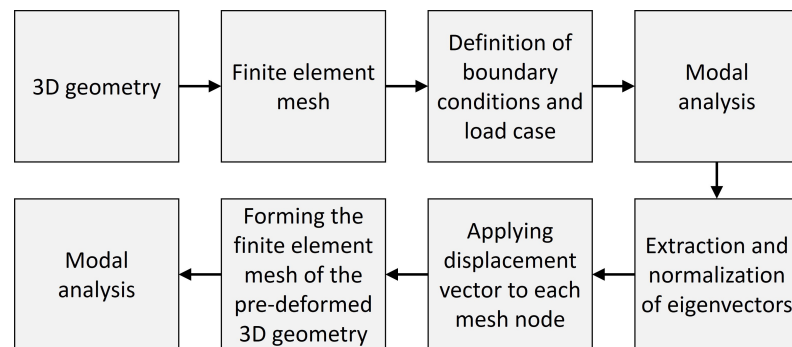 3D geometry
Finite element
mesh
Definition of
boundary
conditions and
load case
Modal
analysis
Extraction and
normalization
of eigenvectors
Applying
displacement
vector to each
mesh node
Forming the
finite element
mesh of the
pre-deformed
3D geometry
Modal
analysis